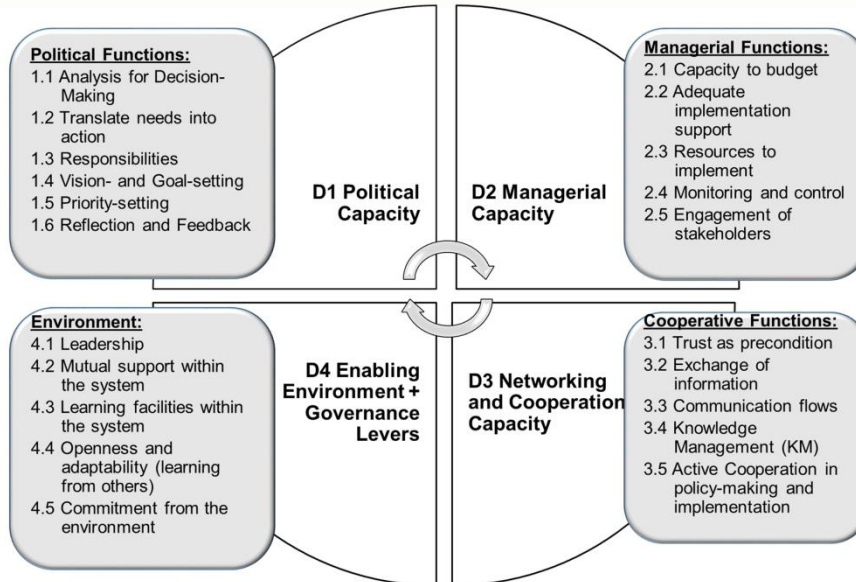 Political Functions:
1.1 Analysis for Decision-
Making
1.2 Translate needs into
action
1.3 Responsibilities
1.4 Vision- and Goal-setting
1.5 Priority-setting
1.6 Reflection and Feedback
D1 Political
Capacity
Managerial Functions:
2.1 Capacity to budget
2.2 Adequate
implementation
support
2.3 Resources to
implement
2.4 Monitoring and control
2.5 Engagement of
stakeholders
D2 Managerial
Capacity
Environment:
4.1 Leadership
4.2 Mutual support within
the system
4.3 Learning facilities within
the system
4.4 Openness and
adaptability (learning
from others)
4.5 Commitment from the
environment
D4 Enabling
Environment +
Governance
Levers
D3 Networking
and Cooperation
Capacity
Cooperative Functions:
3.1 Trust as precondition
3.2 Exchange of
information
3.3 Communication flows
3.4 Knowledge
Management (KM)
3.5 Active Cooperation in
policy-making and
implementation